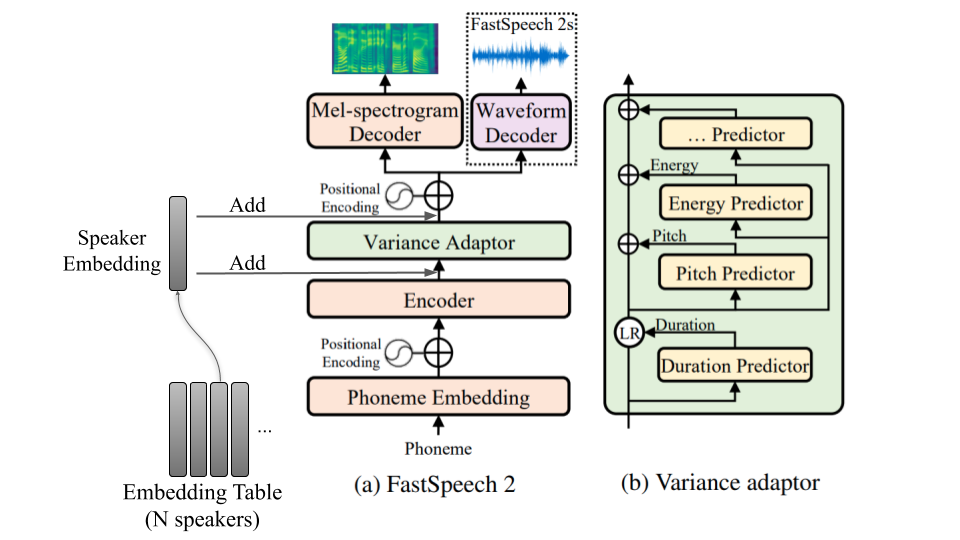 FastSpeech 2s
Mel-spectrogram
Decoder
Waveform
Decoder
Positional
Encoding
Add
Variance Adaptor
Speaker
Embedding
Add
Encoder
Positional
Encoding
Phoneme Embedding
Phoneme
...
Embedding Table
(N speakers)
(a) FastSpeech 2
... Predictor
Energy
Energy Predictor
Pitch
Pitch Predictor
LR
Duration
Duration Predictor
(b) Variance adaptor